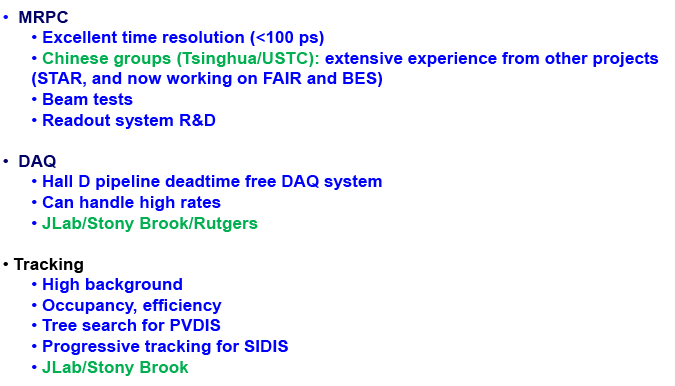 • MRPC
• Excellent time resolution (<100 ps)
• Chinese groups (Tsinghua/USTC): extensive experience from other projects
(STAR, and now working on FAIR and BES)
• Beam tests
• Readout system R&D
• DAQ
• Hall D pipeline deadtime free DAQ system
• Can handle high rates
• JLab/Stony Brook/Rutgers
• Tracking
• High background
• Occupancy, efficiency
• Tree search for PVDIS
• Progressive tracking for SIDIS
• JLab/Stony Brook